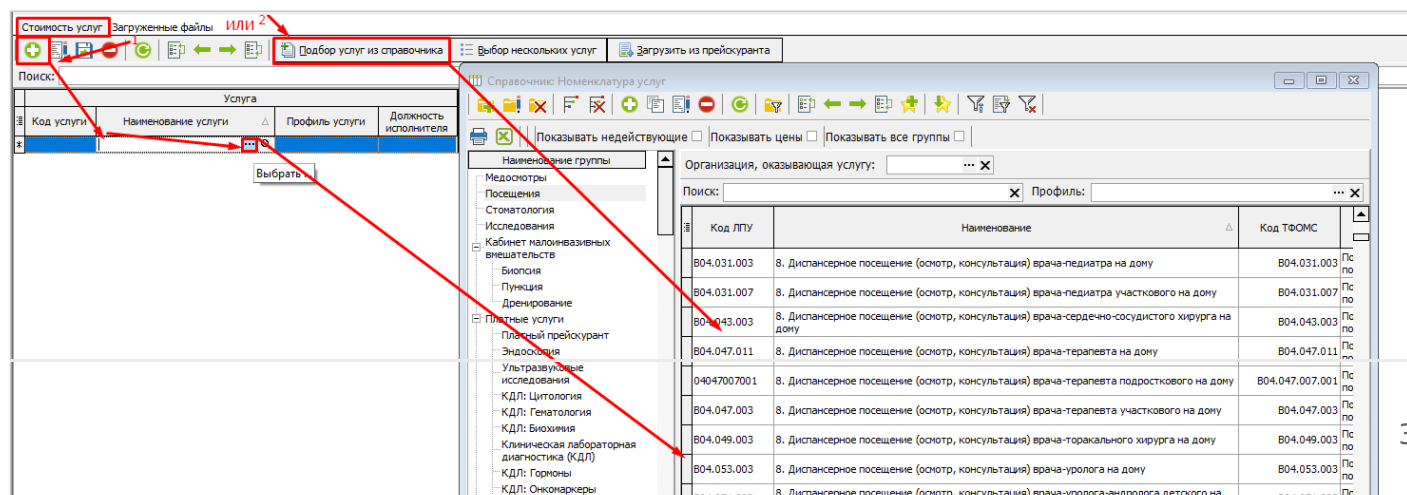 Стоимость услуг Загруженные файлы ИЛИ 2
1
Подбор услуг из справочника Выбор нескольких услуг Загрузить из прейскуранта
Поиск:
Услуга
Код услуги Наименование услуги Профиль услуги Должность исполнителя
Выбрать
Справочник: Номенклатура услуг
Показывать недействующие Показывать цены Показывать все группы
Наименование группы
Медосмотры
Посещения
Стоматология
Исследования
Кабинет малоинвазивных
вмешательств
Биопсия
Пункция
Дренирование
Платные услуги
Платный прейскурант
Эндоскопия
Ультразвуковые
исследования
КДЛ: Цитология
КДЛ: Гематология
КДЛ: Биохимия
Клиническая лабораторная
диагностика (КДЛ)
КДЛ: Гормоны
КДЛ: Онкомаркеры
Организация, оказывающая услугу:
Поиск: Профиль:
Код ЛПУ Наименование Код ТФОМС
B04.031.003 8. Диспансерное посещение (осмотр, консультация) врача-педиатра на дому B04.031.003
B04.031.007 8. Диспансерное посещение (осмотр, консультация) врача-педиатра участкового на дому B04.031.007
B04.043.003 8. Диспансерное посещение (осмотр, консультация) врача-сердечно-сосудистого хирурга на B04.043.003
дому
B04.047.011 8. Диспансерное посещение (осмотр, консультация) врача-терапевта на дому B04.047.011
04047007001 8. Диспансерное посещение (осмотр, консультация) врача-терапевта подросткового на дому B04.047.007.001
B04.047.003 8. Диспансерное посещение (осмотр, консультация) врача-терапевта участкового на дому B04.047.003
B04.049.003 8. Диспансерное посещение (осмотр, консультация) врача-торакального хирурга на дому B04.049.003
B04.053.003 8. Диспансерное посещение (осмотр, консультация) врача-уролога на дому B04.053.003
8. Диспансерное посещение (осмотр, консультация) врача-уролога-андролога детского на